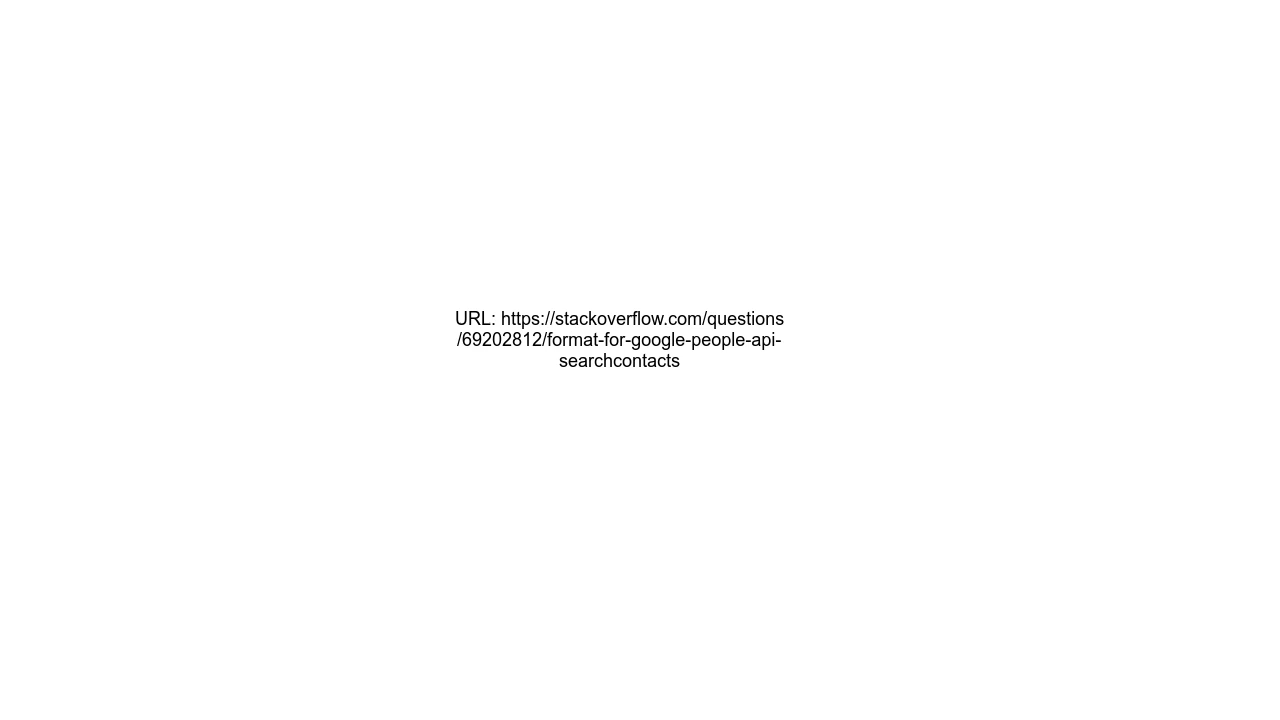 URL: https://stackoverflow.com/questions
/69202812/format-for-google-people-api-
searchcontacts